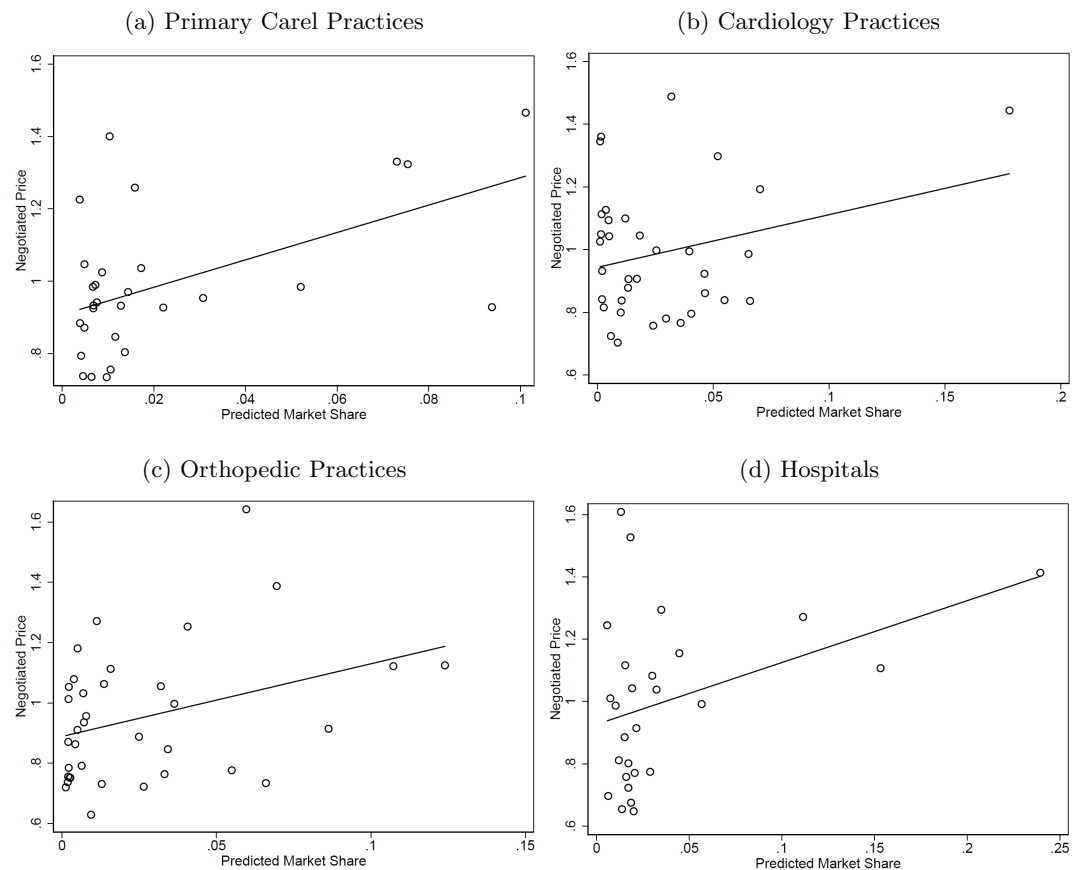 (a) Primary Carel Practices
Negotiated Price
.8 1 1.2 1.4 1.6
0 .02 .04 .06 .08 .1
Predicted Market Share
(b) Cardiology Practices
Negotiated Price
.6 .8 1 1.2 1.4 1.6
0 .05 .1 .15 .2
Predicted Market Share
(c) Orthopedic Practices
Negotiated Price
.6 .8 1 1.2 1.4 1.6
0 .05 .1 .15
Predicted Market Share
(d) Hospitals
Negotiated Price
.6 .8 1 1.2 1.4 1.6
0 .05 .1 .15 .2 .25
Predicted Market Share